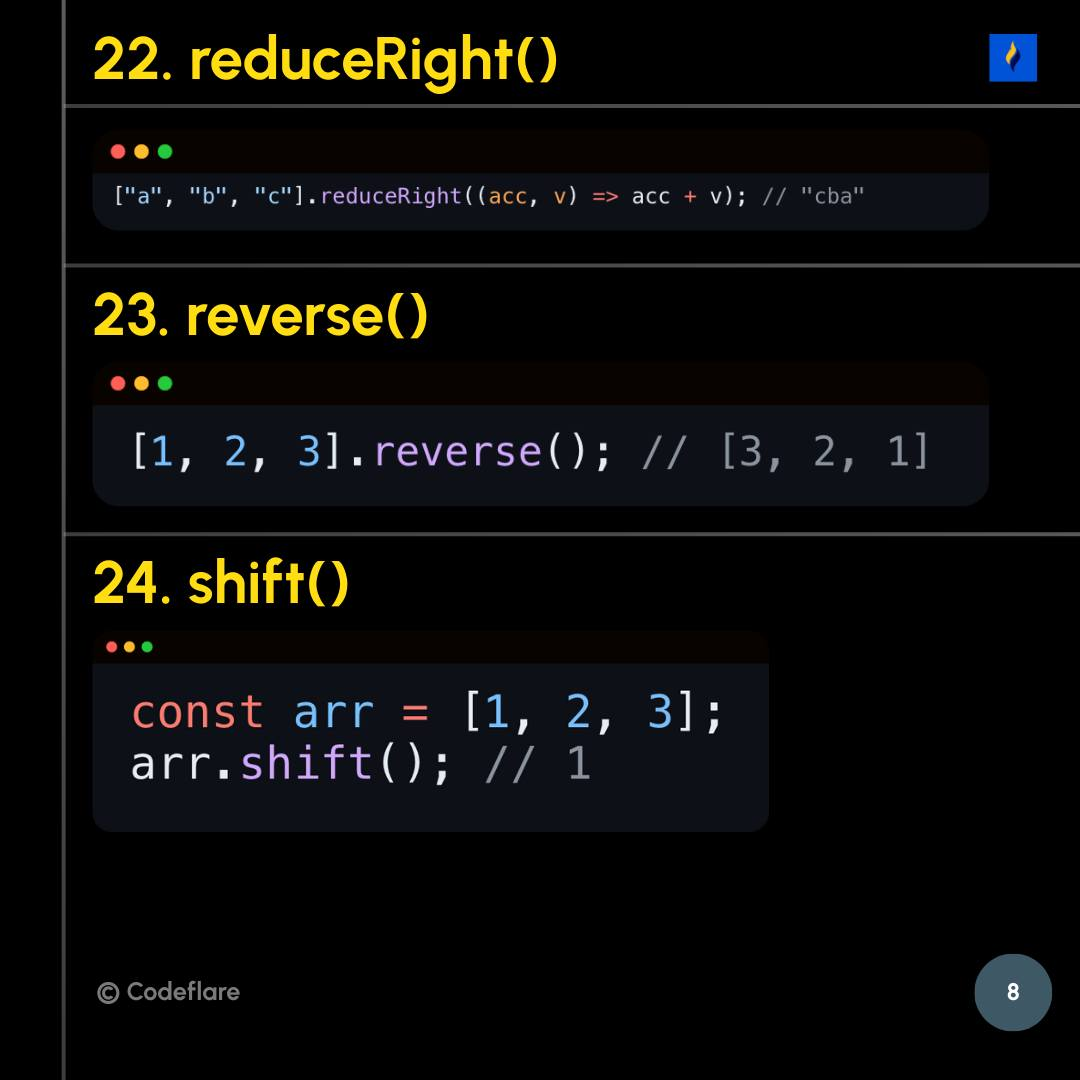 22. reduceRight()
["a", "b", "c"].reduceRight((acc, v) => acc + v); // "cba"
23. reverse()
[1, 2, 3].reverse(); // [3, 2, 1]
24. shift()
const arr = [1, 2, 3];
arr.shift(); // 1
© Codeflare
8